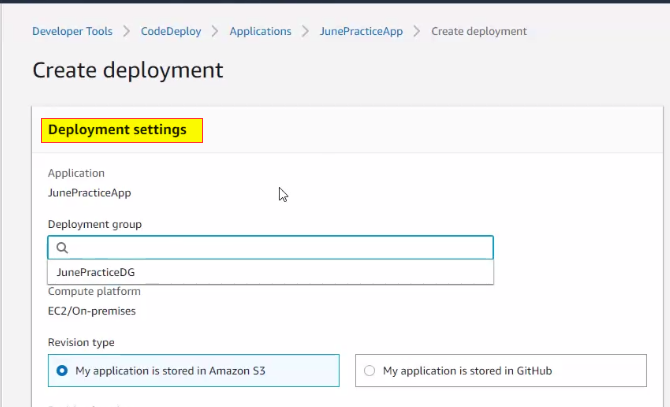 Developer Tools > CodeDeploy > Applications > JunePracticeApp > Create deployment
Create deployment
Deployment settings
Application
JunePracticeApp
Deployment group
JunePracticeDG
Compute platform
EC2/On-premises
Revision type
My application is stored in Amazon S3 My application is stored in GitHub